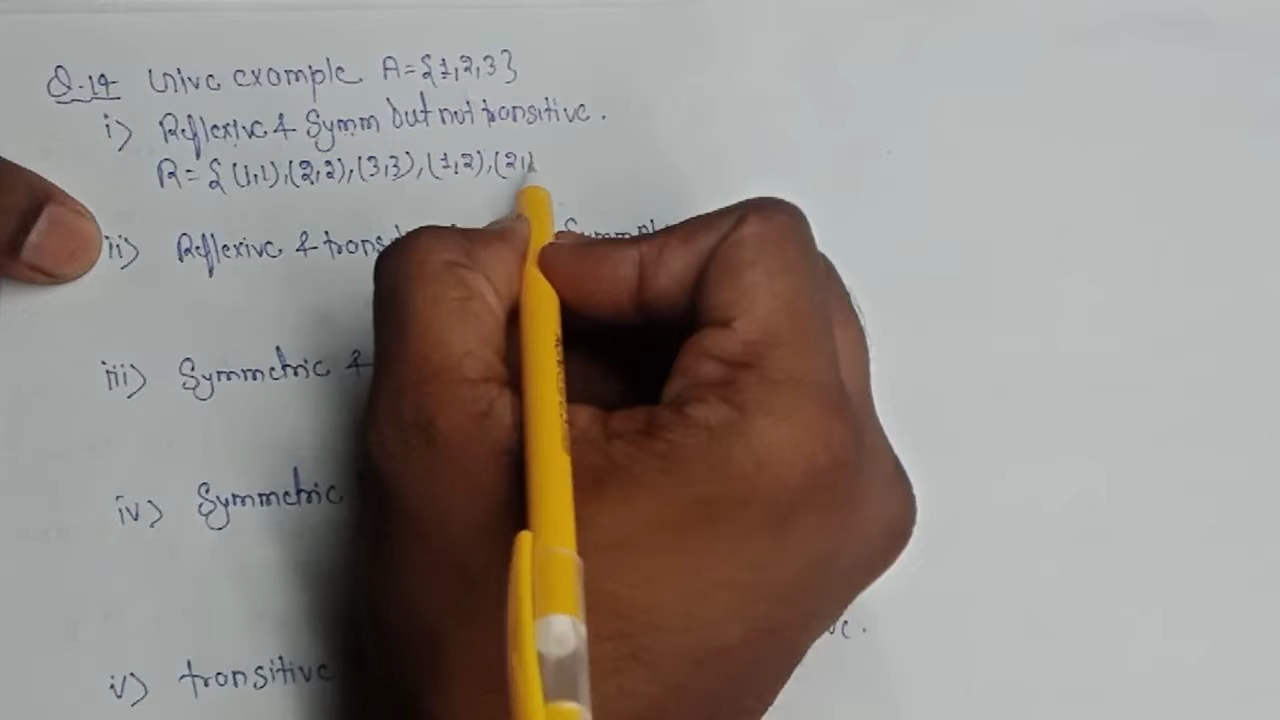 Q.14 Give example A={1,2,3}
i) Reflexive & Symm but not transitive.
R={(1,1),(2,2),(3,3),(1,2),(2,1
ii) Reflexive & trans
iii) Symmetric &
iv) Symmetric
v) transitive